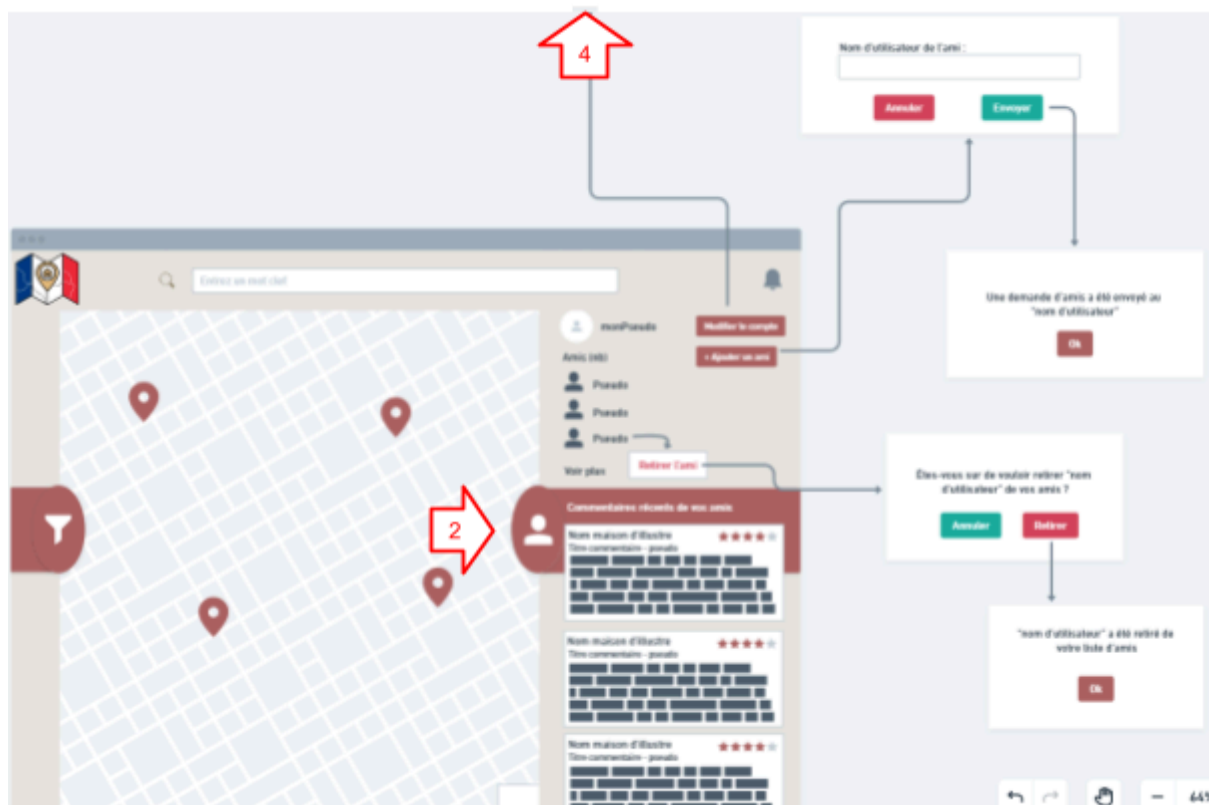 4
Nom d'utilisateur de l'ami :
Annuler
Envoyer
Entrez un mot clef
monPseudo
Modifier le compte
+ Ajouter un ami
Amis (nb)
Pseudo
Pseudo
Pseudo
Voir plus
Retirer l'ami
2
Commentaires récents de vos amis
Nom maison d'illustre
Titre commentaire - pseudo
Nom maison d'illustre
Titre commentaire - pseudo
Nom maison d'illustre
Titre commentaire - pseudo
Une demande d'amis a été envoyé au
"nom d'utilisateur"
Ok
Êtes-vous sur de vouloir retirer "nom
d'utilisateur" de vos amis ?
Annuler
Retirer
"nom d'utilisateur" a été retiré de
votre liste d'amis
Ok